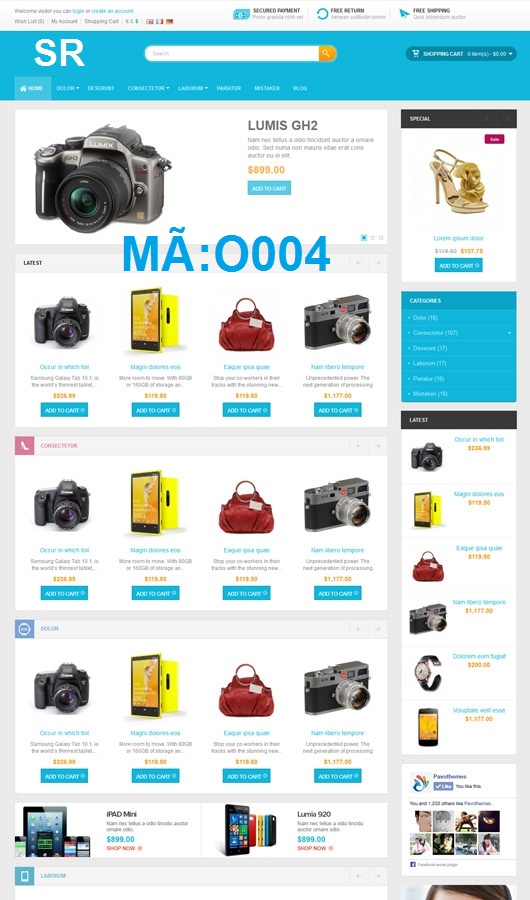 Welcome visitor you can login or create an account.
Wish List (0) | My Account | Shopping Cart | € £ $ |
SECURED PAYMENT
Proin gravida nibh vel
FREE RETURN
Aenean sollicitudin lorem
FREE SHIPPING
Quis bibendum auctor
SR
Search
SHOPPING CART 0 item(s) - $0.00
HOME DOLOR DESERUNT CONSECTETUR LABORUM PARIATUR MISTAKEN BLOG
LUMIS GH2
Nam nec tellus a odio tincidunt auctor a ornare
odio. Sed numa non mauris vitae erat conis
auctor eu in elit.
$899.00
ADD TO CART
MÃ:O004
SPECIAL
Sale
Lorem ipsum dolor
$119.50 $107.75
ADD TO CART
LATEST
Occur in which foil
Samsung Galaxy Tab 10.1, is
the world's thinnest tablet,...
$236.99
ADD TO CART
Magni dolores eos
More room to move. With 80GB
or 160GB of storage an...
$119.50
ADD TO CART
Eaque ipsa quae
Stop your co-workers in their
tracks with the stunning new...
$119.50
ADD TO CART
Nam libero tempore
Unprecedented power. The
next generation of processing
$1,177.00
ADD TO CART
CATEGORIES
Dolor (18)
Consectetur (107)
Deserunt (17)
Laborum (17)
Pariatur (18)
Mistaken (18)
CONSECTETUR
Occur in which foil
Samsung Galaxy Tab 10.1, is
the world's thinnest tablet,...
$236.99
ADD TO CART
Magni dolores eos
More room to move. With 80GB
or 160GB of storage an...
$119.50
ADD TO CART
Eaque ipsa quae
Stop your co-workers in their
tracks with the stunning new...
$119.50
ADD TO CART
Nam libero tempore
Unprecedented power. The
next generation of processing
$1,177.00
ADD TO CART
LATEST
Occur in which foil
$236.99
Magni dolores eos
$119.50
Eaque ipsa quae
$119.50
Nam libero tempore
$1,177.00
Dolorem eum fugiat
$200.00
Voluptate velit esse
$1,177.00
DOLOR
Occur in which foil
Samsung Galaxy Tab 10.1, is
the world's thinnest tablet,...
$236.99
ADD TO CART
Magni dolores eos
More room to move. With 80GB
or 160GB of storage an...
$119.50
ADD TO CART
Eaque ipsa quae
Stop your co-workers in their
tracks with the stunning new...
$119.50
ADD TO CART
Nam libero tempore
Unprecedented power. The
next generation of processing
$1,177.00
ADD TO CART
iPAD Mini
Nam nec tellus a odio tincidu
auctor ornare odio.
$899.00
SHOP NOW
Lumia 920
Nam nec tellus a odio tincidu
auctor ornare odio.
$899.00
SHOP NOW
Pavothemes
Like You like this.
You and 1,203 others like Pavothemes.
Facebook social plugin
LABORUM